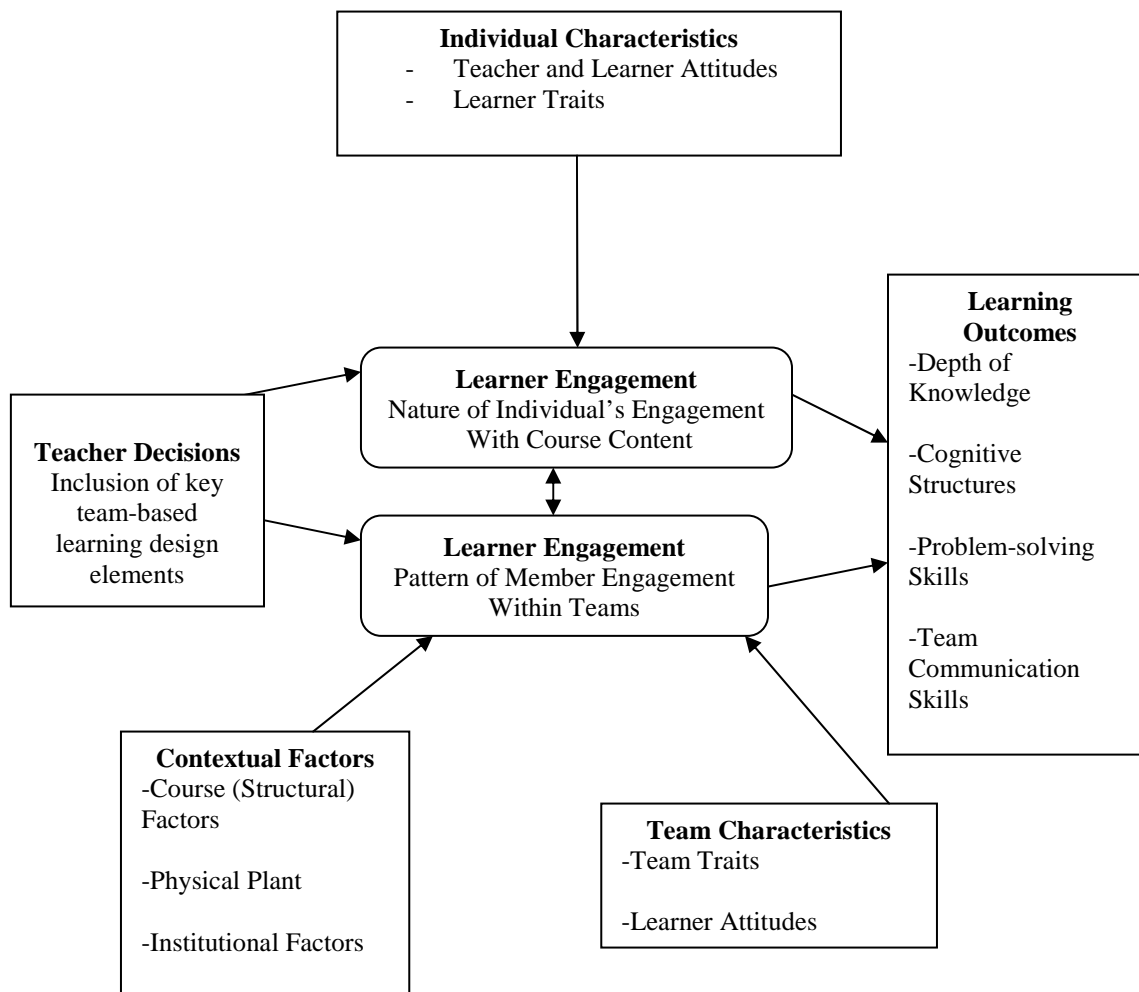 Individual Characteristics
- Teacher and Learner Attitudes
- Learner Traits
Learner Engagement
Nature of Individual’s Engagement
With Course Content
Teacher Decisions
Inclusion of key
team-based
learning design
elements
Learner Engagement
Pattern of Member Engagement
Within Teams
Learning
Outcomes
-Depth of
Knowledge
-Cognitive
Structures
-Problem-solving
Skills
-Team
Communication
Skills
Contextual Factors
-Course (Structural)
Factors
-Physical Plant
-Institutional Factors
Team Characteristics
-Team Traits
-Learner Attitudes